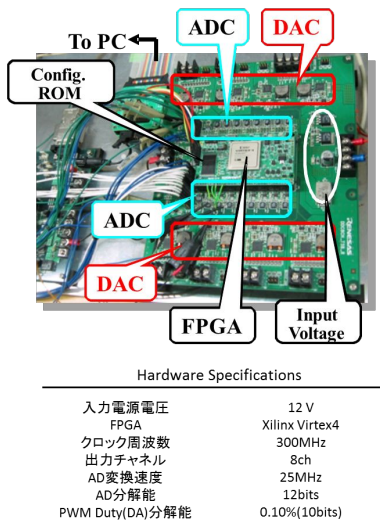 To PC
ADC
DAC
Config.
ROM
ADC
DAC
FPGA
Input
Voltage
RENESAS
Hardware Specifications
入力電源電圧 12 V
FPGA Xilinx Virtex4
クロック周波数 300MHz
出力チャネル 8ch
AD変換速度 25MHz
AD分解能 12bits
PWM Duty(DA)分解能 0.10%(10bits)